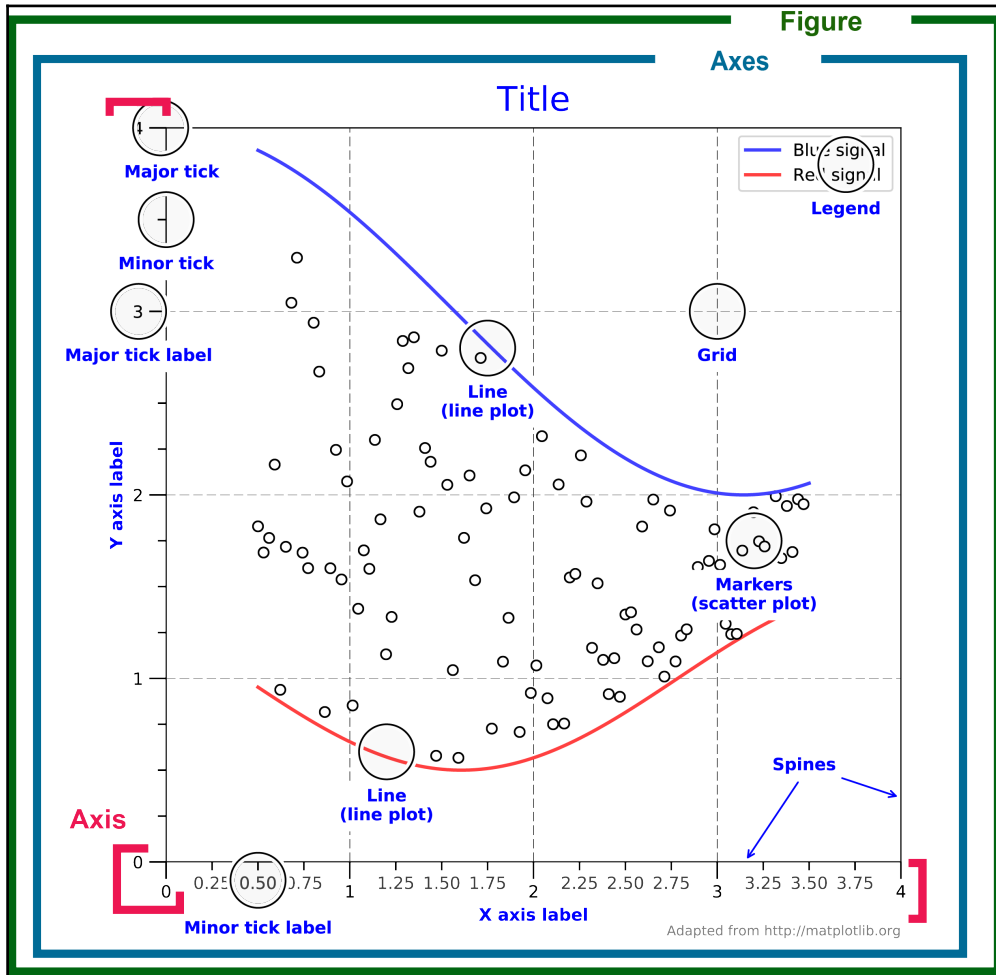 Figure
Axes
Title
4
Major tick
Blue signal
Red signal
Legend
Minor tick
3
Major tick label
Grid
Line
(line plot)
Y axis label
2
Markers
(scatter plot)
1
Line
(line plot)
Spines
Axis
0
0 0.25 0.50 0.75 1 1.25 1.50 1.75 2 2.25 2.50 2.75 3 3.25 3.50 3.75 4
X axis label
Minor tick label
Adapted from http://matplotlib.org